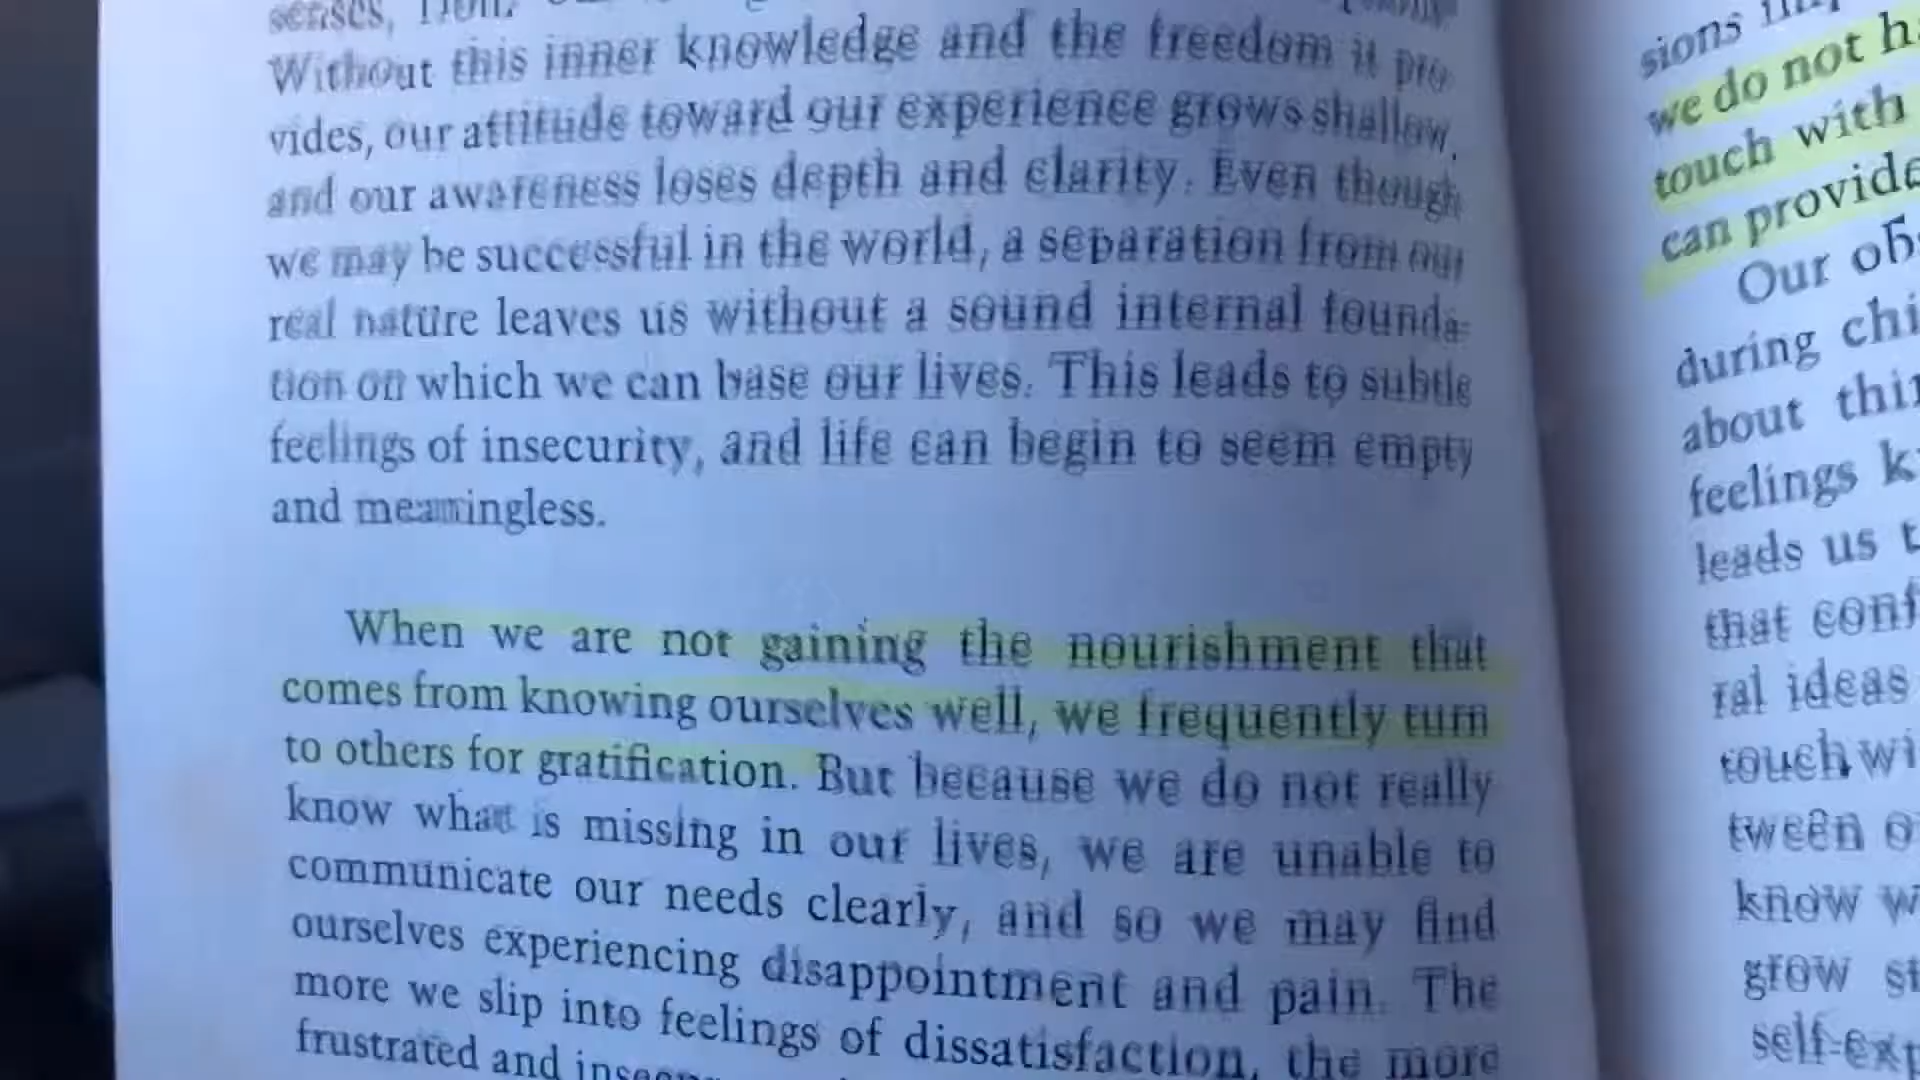 senses,
Without this inner knowledge and the freedom it pro
vides, our attitude toward our experience grows shallow,
and our awareness loses depth and clarity. Even though
we may be successful in the world, a separation from our
real nature leaves us without a sound internal founda-
tion on which we can base our lives. This leads to subtle
feelings of insecurity, and life can begin to seem empty
and meaningless.
When we are not gaining the nourishment that
comes from knowing ourselves well, we frequently turn
to others for gratification. But because we do not really
know what is missing in our lives, we are unable to
communicate our needs clearly, and so we may find
ourselves experiencing disappointment and pain. The
more we slip into feelings of dissatisfaction, the more
frustrated and
sions
we do not
touch with
can provide
Our
during
about
feelings
leads us
that
ral ideas
touch
tween
know
grow